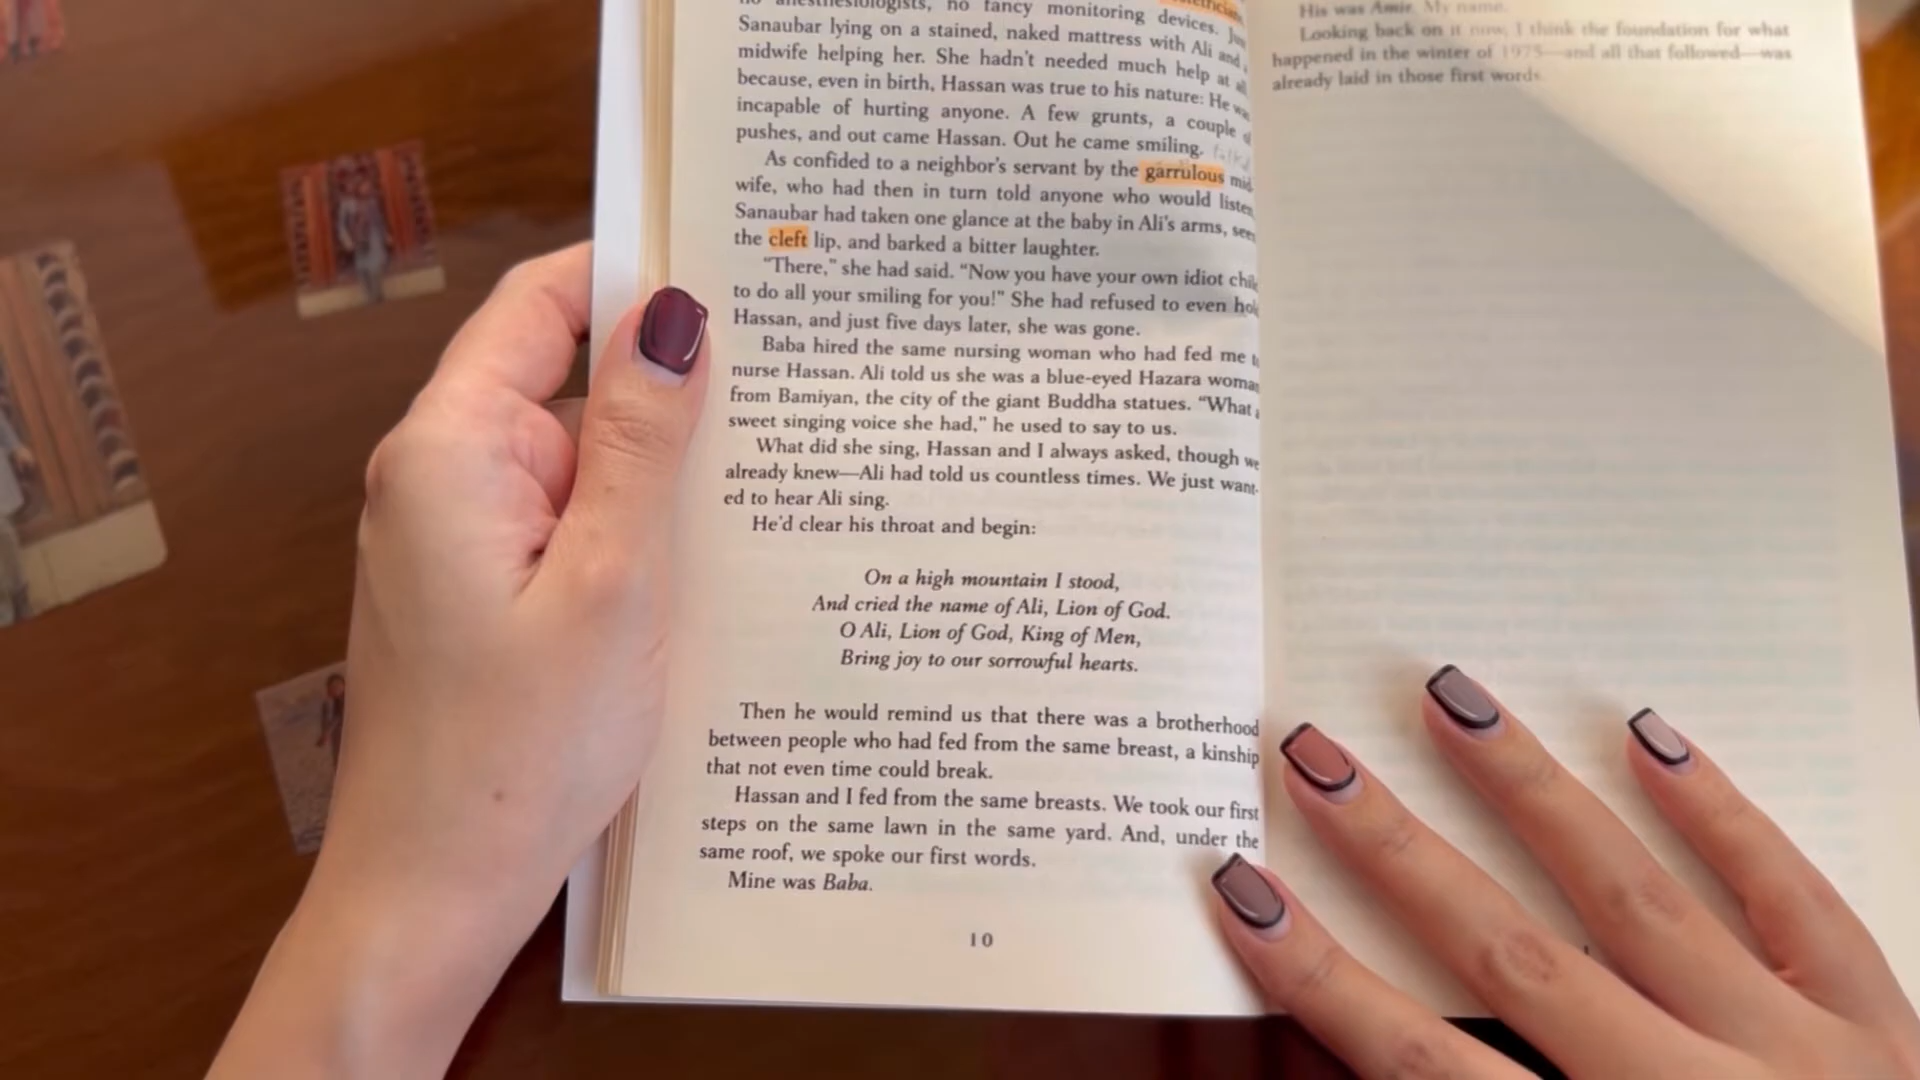 no anesthesiologists, no fancy monitoring devices.
Sanaubar lying on a stained, naked mattress with Ali and a
midwife helping her. She hadn't needed much help at all
because, even in birth, Hassan was true to his nature: He was
incapable of hurting anyone. A few grunts, a couple of
pushes, and out came Hassan. Out he came smiling.
As confided to a neighbor's servant by the garrulous mid
wife, who had then in turn told anyone who would listen
Sanaubar had taken one glance at the baby in Ali's arms, seen
the cleft lip, and barked a bitter laughter.
"There," she had said. "Now you have your own idiot chil
to do all your smiling for you!" She had refused to even hol
Hassan, and just five days later, she was gone.
Baba hired the same nursing woman who had fed me t
nurse Hassan. Ali told us she was a blue-eyed Hazara woman
from Bamiyan, the city of the giant Buddha statues. "What a
sweet singing voice she had," he used to say to us.
What did she sing, Hassan and I always asked, though we
already knew—Ali had told us countless times. We just want-
ed to hear Ali sing.
He'd clear his throat and begin:
On a high mountain I stood,
And cried the name of Ali, Lion of God.
O Ali, Lion of God, King of Men,
Bring joy to our sorrowful hearts.
Then he would remind us that there was a brotherhood
between people who had fed from the same breast, a kinship
that not even time could break.
Hassan and I fed from the same breasts. We took our first
steps on the same lawn in the same yard. And, under the
same roof, we spoke our first words.
Mine was Baba.
10
His was Amir. My name.
Looking back on it now, I think the foundation for what
happened in the winter of 1975—and all that followed—was
already laid in those first words.